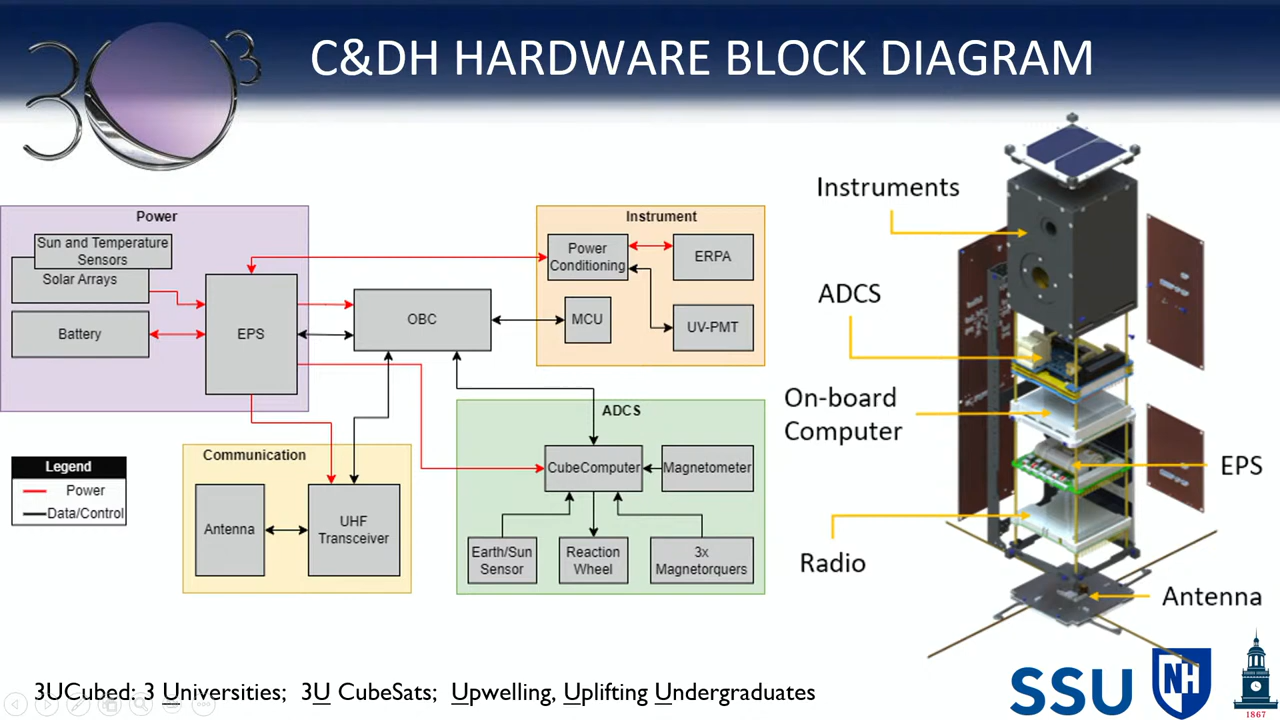 3 3
C&DH HARDWARE BLOCK DIAGRAM
Power
Sun and Temperature
Sensors
Solar Arrays
Battery
EPS
OBC
Instrument
Power
Conditioning
ERPA
MCU
UV-PMT
ADCS
CubeComputer
Magnetometer
Earth/Sun
Sensor
Reaction
Wheel
3x
Magnetorquers
Communication
Antenna
UHF
Transceiver
Legend
Power
Data/Control
Instruments
ADCS
On-board
Computer
EPS
Radio
Antenna
3UCubed: 3 Universities; 3U CubeSats; Upwelling, Uplifting Undergraduates
SSU
NH
1867